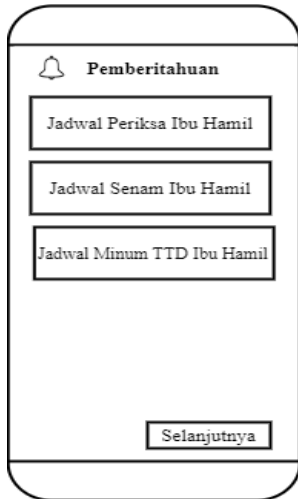 Pemberitahuan
Jadwal Periksa Ibu Hamil
Jadwal Senam Ibu Hamil
Jadwal Minum TTD Ibu Hamil
Selanjutnya